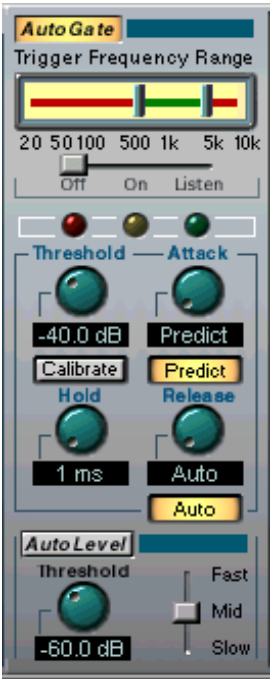 AutoGate
Trigger Frequency Range
20 50 100 500 1k 5k 10k
Off On Listen
Threshold Attack
-40.0 dB Predict
Calibrate Predict
Hold Release
1 ms Auto
Auto
AutoLevel
Threshold
Fast
Mid
-60.0 dB Slow